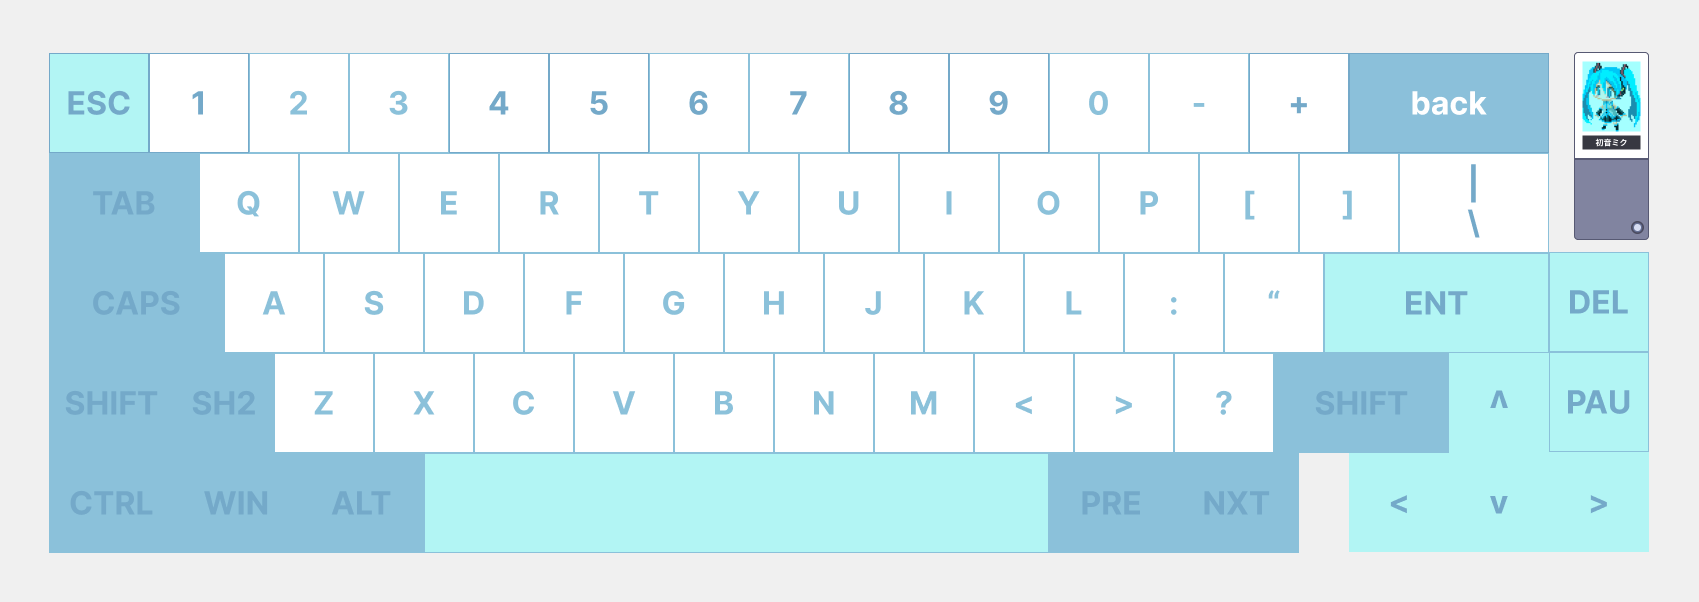 ESC 1 2 3 4 5 6 7 8 9 0 - + back
初音ミク
TAB Q W E R T Y U I O P [ ] | \
CAPS A S D F G H J K L : “ ENT DEL
SHIFT SH2 Z X C V B N M < > ? SHIFT ^ PAU
CTRL WIN ALT PRE NXT < v >